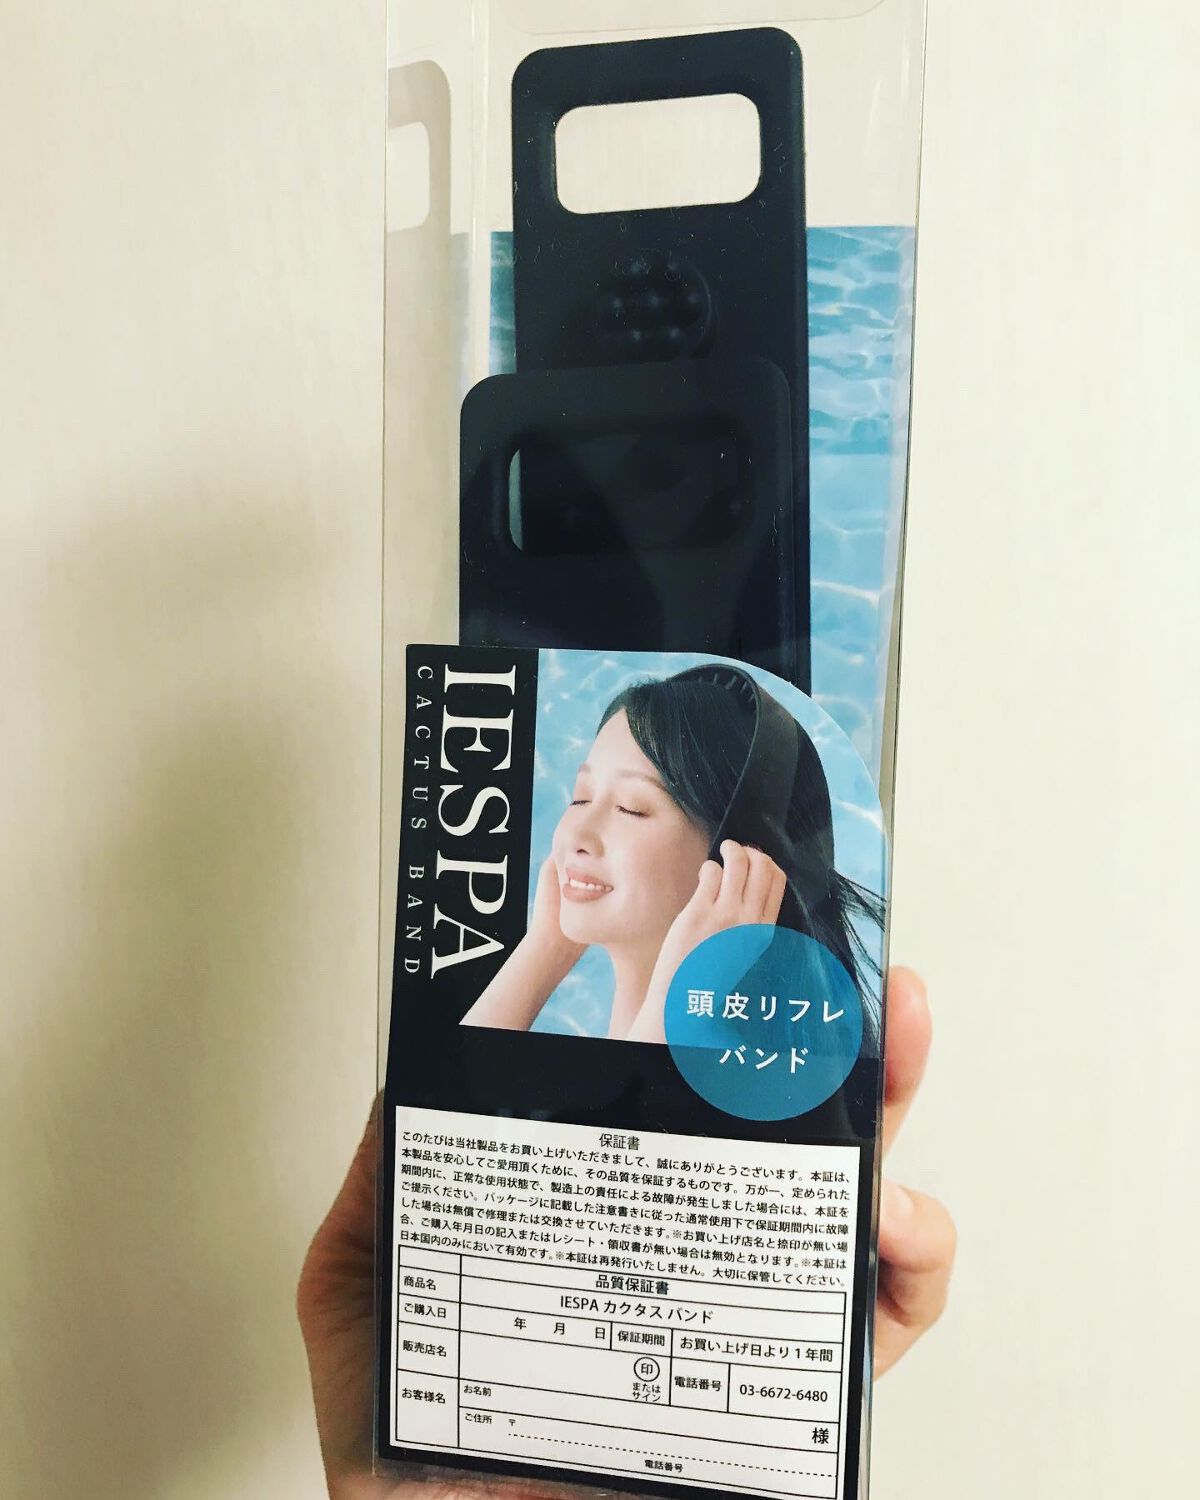 IESPA
CACTUS BAND
頭皮リフレ
バンド
保証書
このたびは当社製品をお買い上げいただきまして、誠にありがとうございます。本証は、
本製品を安心してご愛用頂くために、その品質を保証するものです。万が一、定められた
期間内に、正常な使用状態で、製造上の責任による故障が発生しました場合には、本証を
ご提示ください。パッケージに記載した注意書きに従った通常使用下で保証期間内に故障
した場合は無償で修理または交換させていただきます。※お買い上げ店名と捺印が無い場
合、ご購入年月日の記入またはレシート・領収書が無い場合は無効となります。※本証は
日本国内のみにおいて有効です。※本証は再発行いたしません。大切に保管してください。
品質保証書
商品名 IESPA カクタス バンド
ご購入日 年 月 日 保証期間 お買い上げ日より1年間
販売店名 印 または サイン 電話番号 03-6672-6480
お客様名 お名前 様
ご住所 〒
電話番号